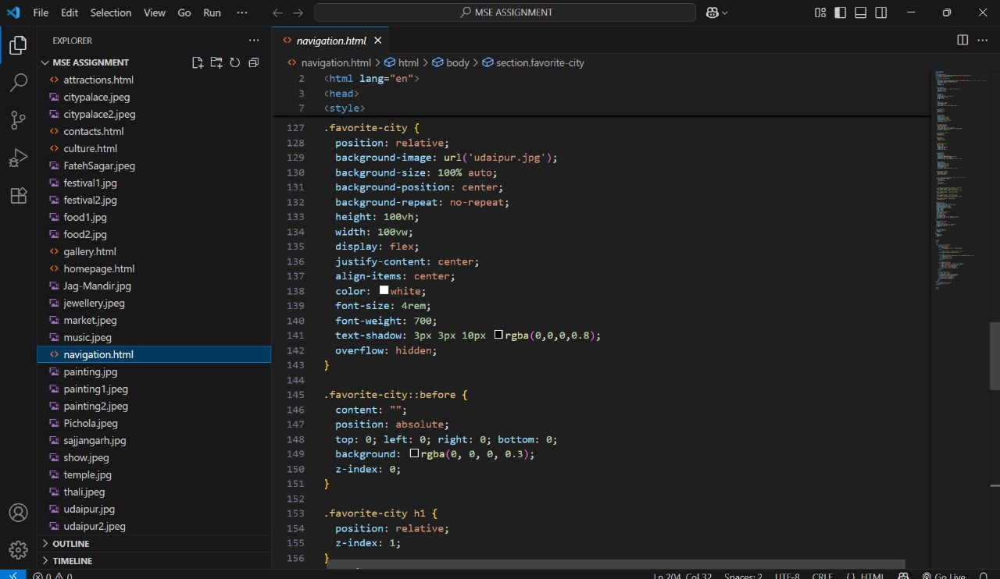 File Edit Selection View Go Run ··· MSE ASSIGNMENT
EXPLORER ···
MSE ASSIGNMENT
attractions.html
citypalace.jpeg
citypalace2.jpeg
contacts.html
culture.html
FatehSagar.jpeg
festival1.jpg
festival2.jpg
food1.jpg
food2.jpg
gallery.html
homepage.html
Jag-Mandir.jpg
jewellery.jpeg
market.jpeg
music.jpeg
navigation.html
painting.jpg
painting1.jpeg
painting2.jpeg
Pichola.jpeg
sajjangarh.jpg
show.jpeg
temple.jpg
thali.jpeg
udaipur.jpg
udaipur2.jpeg
OUTLINE
TIMELINE
navigation.html
navigation.html > html > body > section.favorite-city
2 <html lang="en">
3 <head>
7 <style>
127 .favorite-city {
128 position: relative;
129 background-image: url('udaipur.jpg');
130 background-size: 100% auto;
131 background-position: center;
132 background-repeat: no-repeat;
133 height: 100vh;
134 width: 100vw;
135 display: flex;
136 justify-content: center;
137 align-items: center;
138 color: white;
139 font-size: 4rem;
140 font-weight: 700;
141 text-shadow: 3px 3px 10px rgba(0,0,0,0.8);
142 overflow: hidden;
143 }
144
145 .favorite-city::before {
146 content: "";
147 position: absolute;
148 top: 0; left: 0; right: 0; bottom: 0;
149 background: rgba(0, 0, 0, 0.3);
150 z-index: 0;
151 }
152
153 .favorite-city h1 {
154 position: relative;
155 z-index: 1;
156 }
0 0 Ln 204, Col 32 Spaces: 2 UTF-8 CRLF {} HTML Go Live